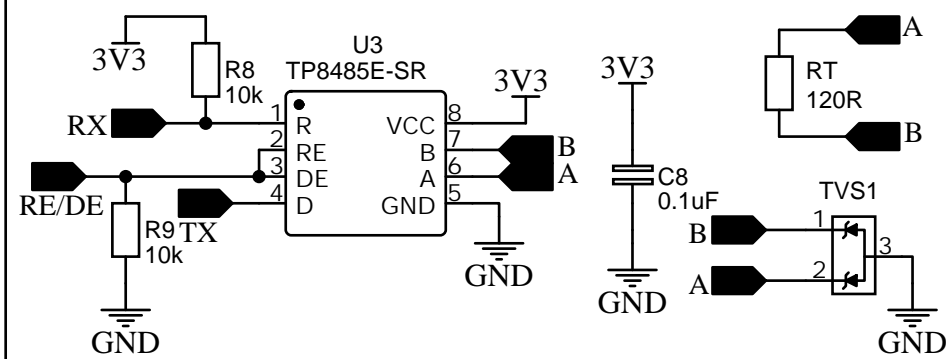 3V3
R8
10k
RX
U3
TP8485E-SR
1
R
2
RE
3
DE
4
D
VCC
8
B
7
A
6
GND
5
3V3
B
A
GND
RE/DE
R9
10k
TX
GND
3V3
C8
0.1uF
GND
A
RT
120R
B
TVS1
B
1
A
2
3
GND